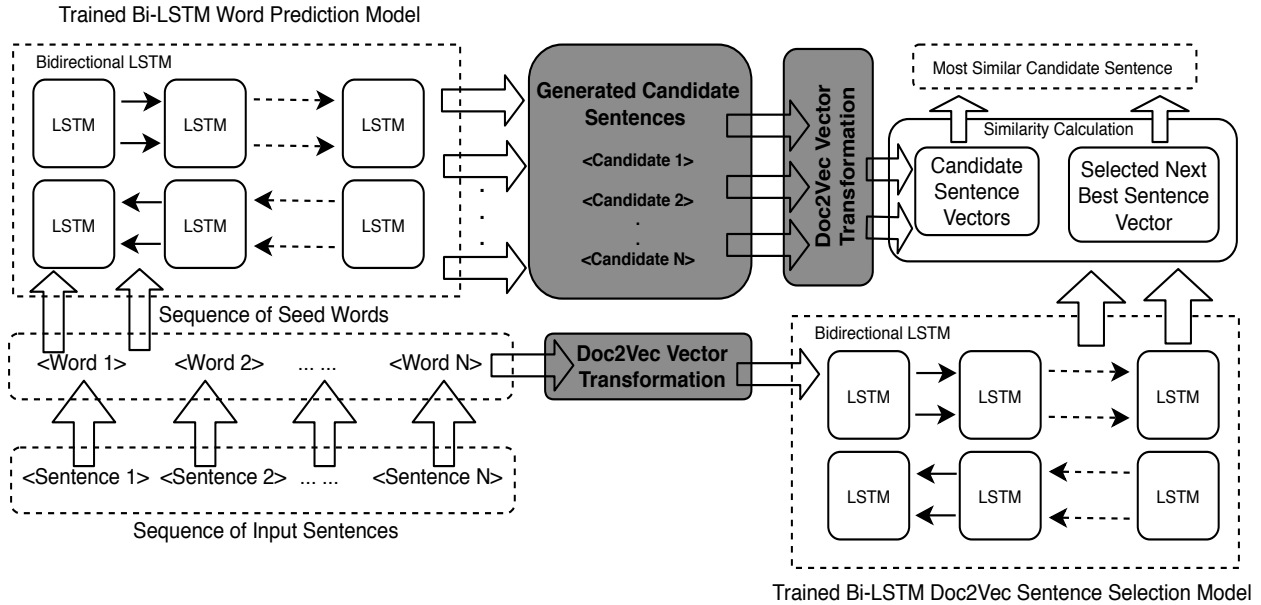 Trained Bi-LSTM Word Prediction Model
Bidirectional LSTM
LSTM
LSTM
LSTM
LSTM
LSTM
LSTM
Sequence of Seed Words
<Word 1>
<Word 2>
... ...
<Word N>
<Sentence 1>
<Sentence 2>
... ...
<Sentence N>
Sequence of Input Sentences
.
.
.
Generated Candidate
Sentences
<Candidate 1>
<Candidate 2>
.
.
<Candidate N>
Doc2Vec Vector
Transformation
Doc2Vec Vector
Transformation
Most Similar Candidate Sentence
Similarity Calculation
Candidate
Sentence
Vectors
Selected Next
Best Sentence
Vector
Bidirectional LSTM
LSTM
LSTM
LSTM
LSTM
LSTM
LSTM
Trained Bi-LSTM Doc2Vec Sentence Selection Model